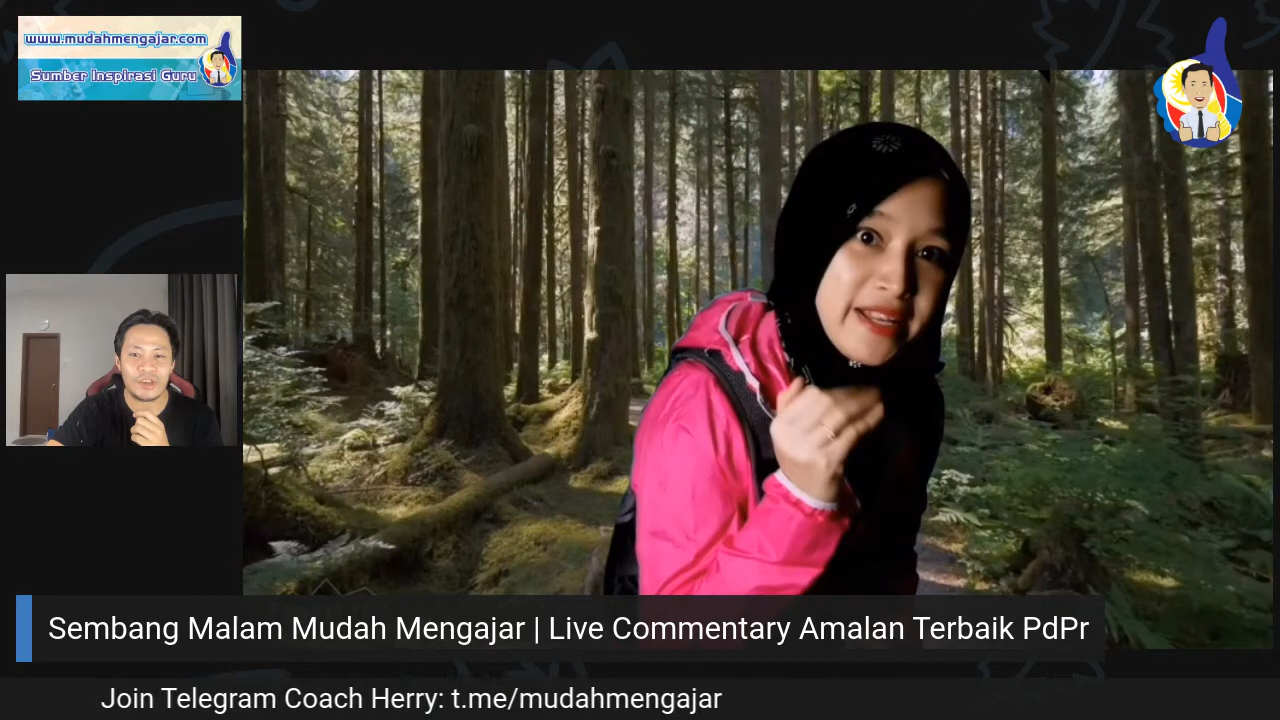 www.mudahmengajar.com
Sumber Inspirasi Guru
Sembang Malam Mudah Mengajar | Live Commentary Amalan Terbaik PdPr
Join Telegram Coach Herry: t.me/mudahmengajar